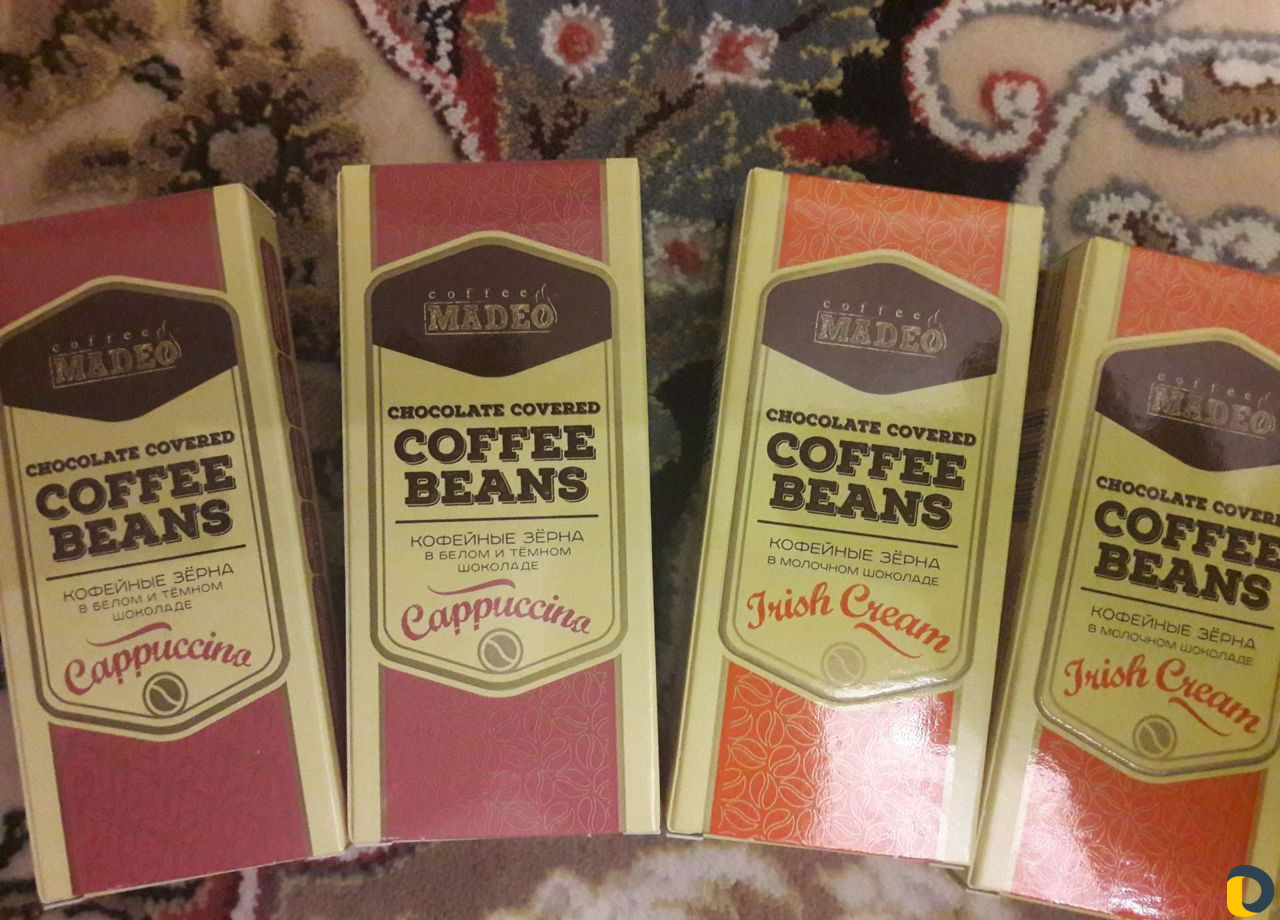 coffee
MADEO
CHOCOLATE COVERED
COFFEE
BEANS
КОФЕЙНЫЕ ЗЁРНА
В БЕЛОМ И ТЁМНОМ
ШОКОЛАДЕ
Cappuccino
coffee
MADEO
CHOCOLATE COVERED
COFFEE
BEANS
КОФЕЙНЫЕ ЗЁРНА
В БЕЛОМ И ТЁМНОМ
ШОКОЛАДЕ
Cappuccino
coffee
MADEO
CHOCOLATE COVERED
COFFEE
BEANS
КОФЕЙНЫЕ ЗЁРНА
В МОЛОЧНОМ ШОКОЛАДЕ
Irish Cream
coffee
MADEO
CHOCOLATE COVERE
COFFEE
BEANS
КОФЕЙНЫЕ ЗЁРНА
В МОЛОЧНОМ ШОКОЛАДЕ
Irish Cream